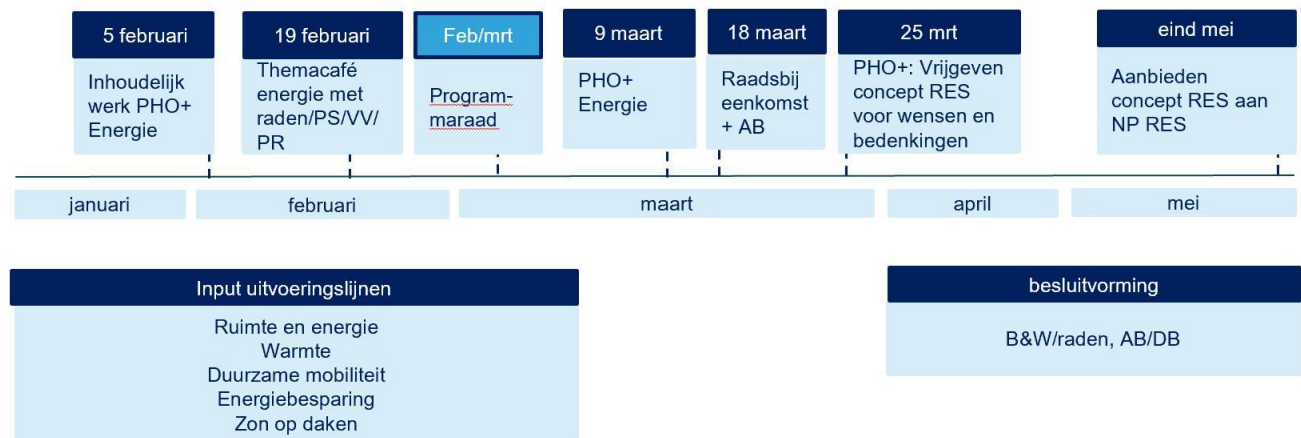 5 februari
Inhoudelijk
werk PHO+
Energie
19 februari
Themacafé
energie met
raden/PS/VV/
PR
Feb/mrt
Program-
maraad
9 maart
PHO+
Energie
18 maart
Raadsbij
eenkomst
+ AB
25 mrt
PHO+: Vrijgeven
concept RES
voor wensen en
bedenkingen
eind mei
Aanbieden
concept RES aan
NP RES
januari
februari
maart
april
mei
Input uitvoeringslijnen
Ruimte en energie
Warmte
Duurzame mobiliteit
Energiebesparing
Zon op daken
besluitvorming
B&W/raden, AB/DB